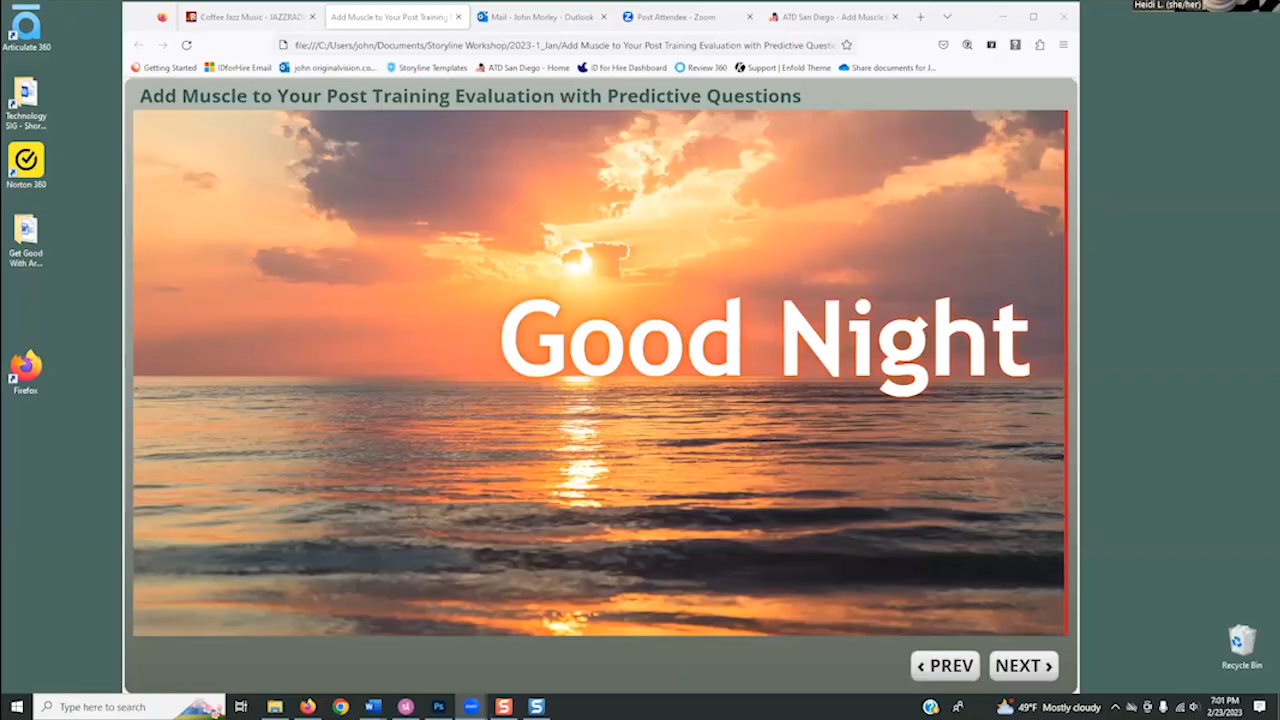 Heidi L. (she/her)
Coffee Jazz Music - JAZZRAD
Add Muscle to Your Post Training
Mail - John Morley - Outlook
Post Attendee - Zoom
ATD San Diego - Add Muscle
file:///C:/Users/john/Documents/Storyline Workshop/2023-1_Jan/Add Muscle to Your Post Training Evaluation with Predictive Questi
Getting Started
IDforHire Email
john originalvision.co...
Storyline Templates
ATD San Diego - Home
ID for Hire Dashboard
Review 360
Support | Enfold Theme
Share documents for J...
Articulate 360
Technology
SIG - Shor...
Norton 360
Get Good
With Ar...
Firefox
Add Muscle to Your Post Training Evaluation with Predictive Questions
Good Night
‹ PREV
NEXT ›
Recycle Bin
Type here to search
49°F Mostly cloudy
7:01 PM
2/23/2023